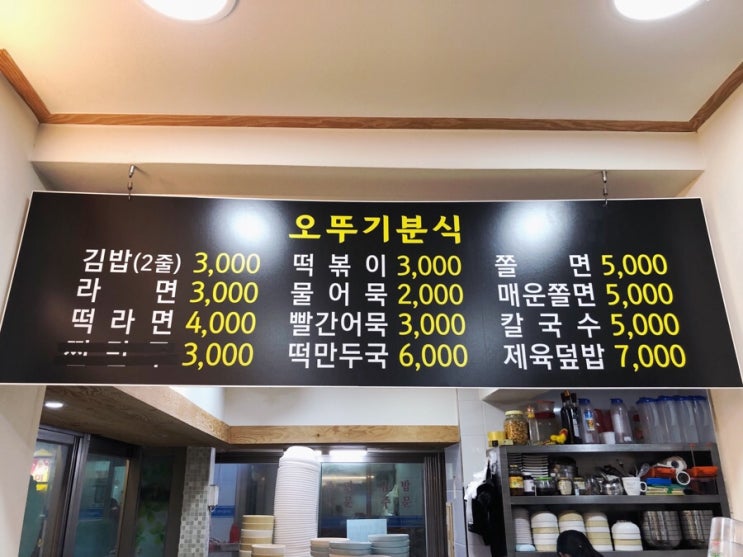 오뚜기분식
김밥(2줄) 3,000
라면 3,000
떡라면 4,000
3,000
떡볶이 3,000
물어묵 2,000
빨간어묵 3,000
떡만두국 6,000
쫄면 5,000
매운쫄면 5,000
칼국수 5,000
제육덮밥 7,000